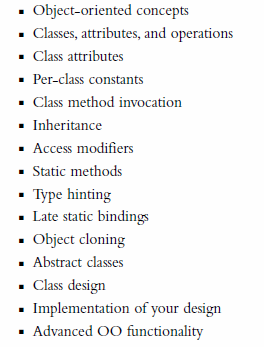 ▪ Object-oriented concepts
▪ Classes, attributes, and operations
▪ Class attributes
▪ Per-class constants
▪ Class method invocation
▪ Inheritance
▪ Access modifiers
▪ Static methods
▪ Type hinting
▪ Late static bindings
▪ Object cloning
▪ Abstract classes
▪ Class design
▪ Implementation of your design
▪ Advanced OO functionality